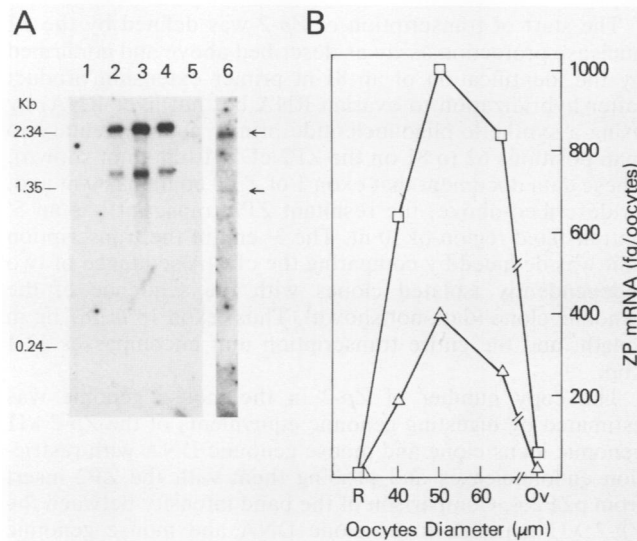 A
B
1 2 3 4 5 6
Kb
2.34
1.35
0.24
1000
800
600
400
200
ZP mRNA (fg/oocytes)
R 40 50 60 Ov
Oocytes Diameter (μm)